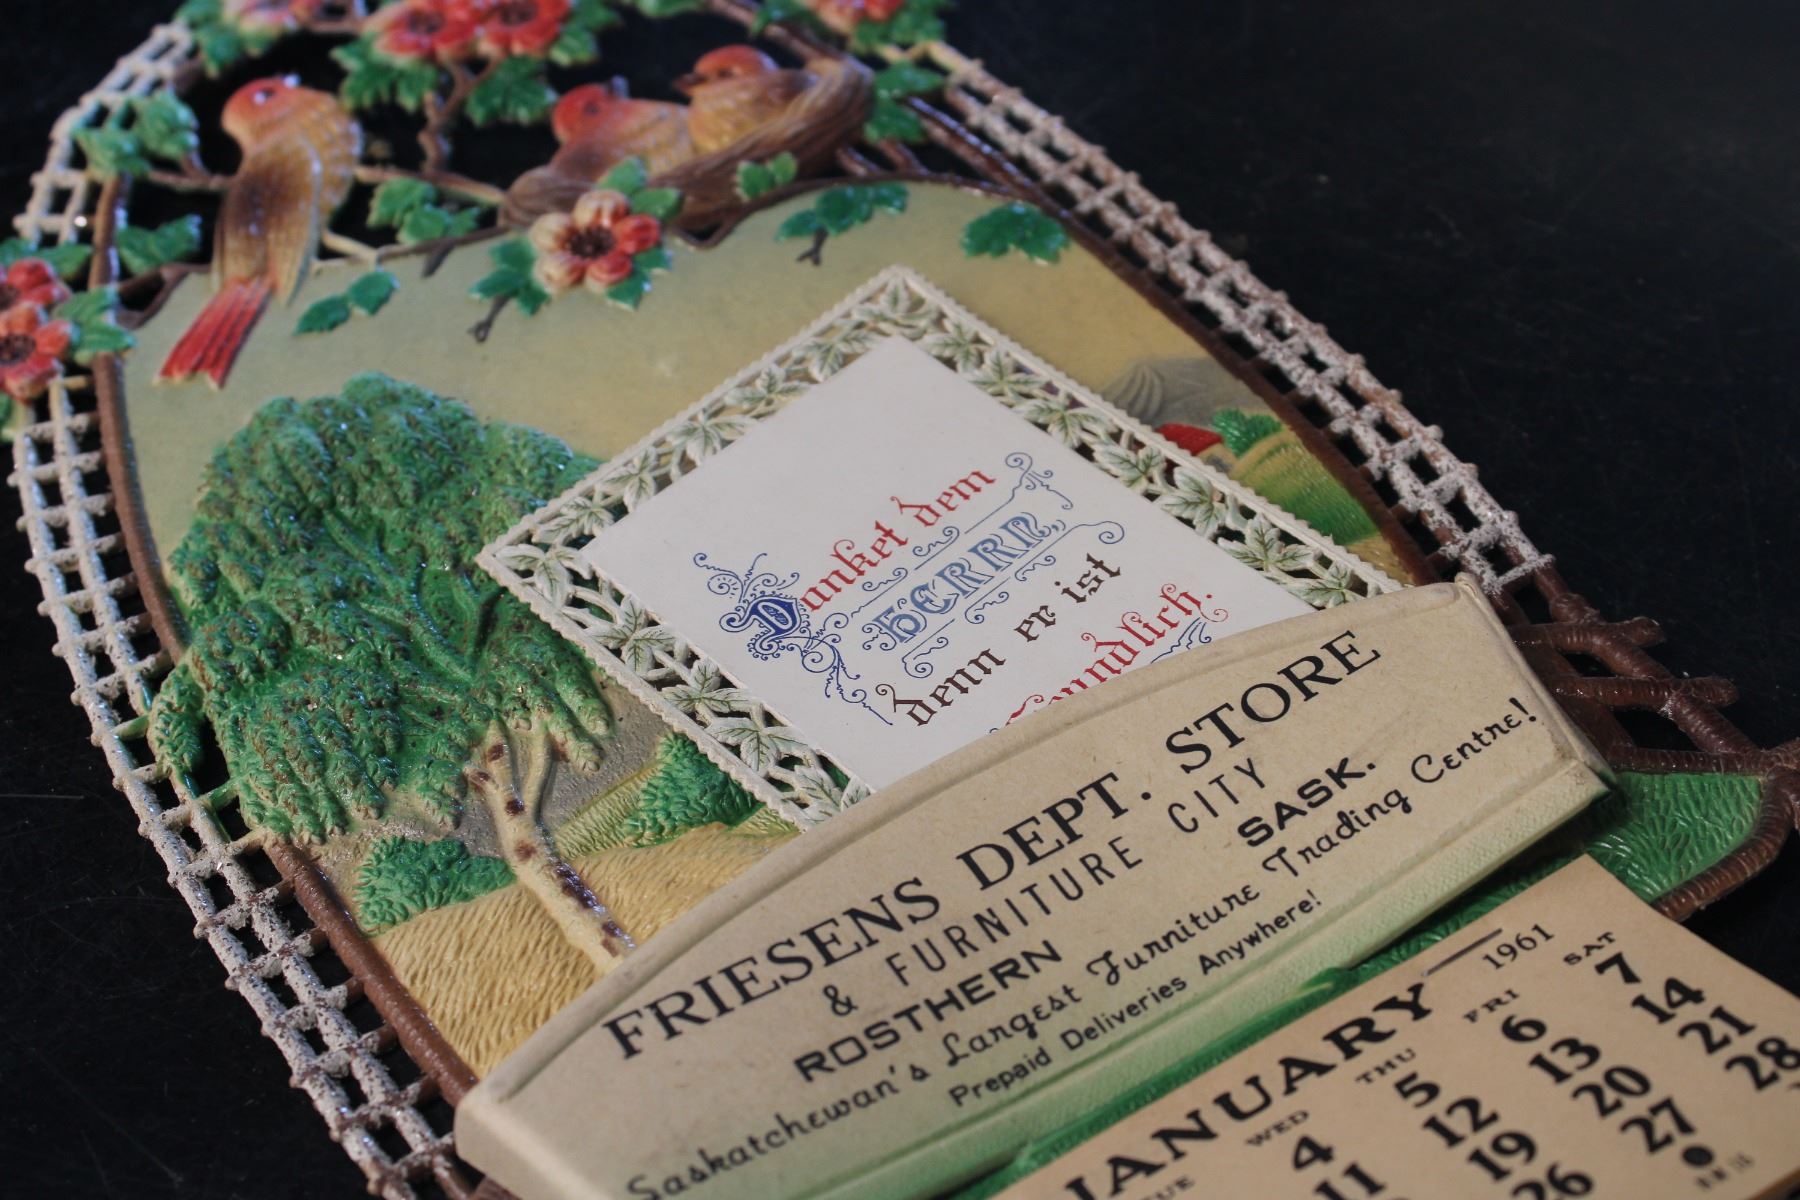 Danket dem
HERRN,
denn er ist
freundlich.
FRIESENS DEPT. STORE
& FURNITURE CITY
ROSTHERN SASK.
Saskatchewan's Largest Furniture Trading Centre!
Prepaid Deliveries Anywhere!
JANUARY 1961
WED THU FRI SAT
4 5 6 7
11 12 13 14
19 20 21
26 27 28